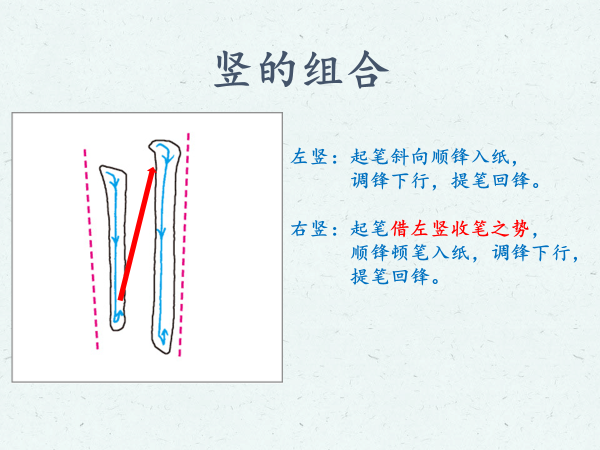 竖的组合
左竖：起笔斜向顺锋入纸，
调锋下行，提笔回锋。
右竖：起笔借左竖收笔之势，
顺锋顿笔入纸，调锋下行，
提笔回锋。